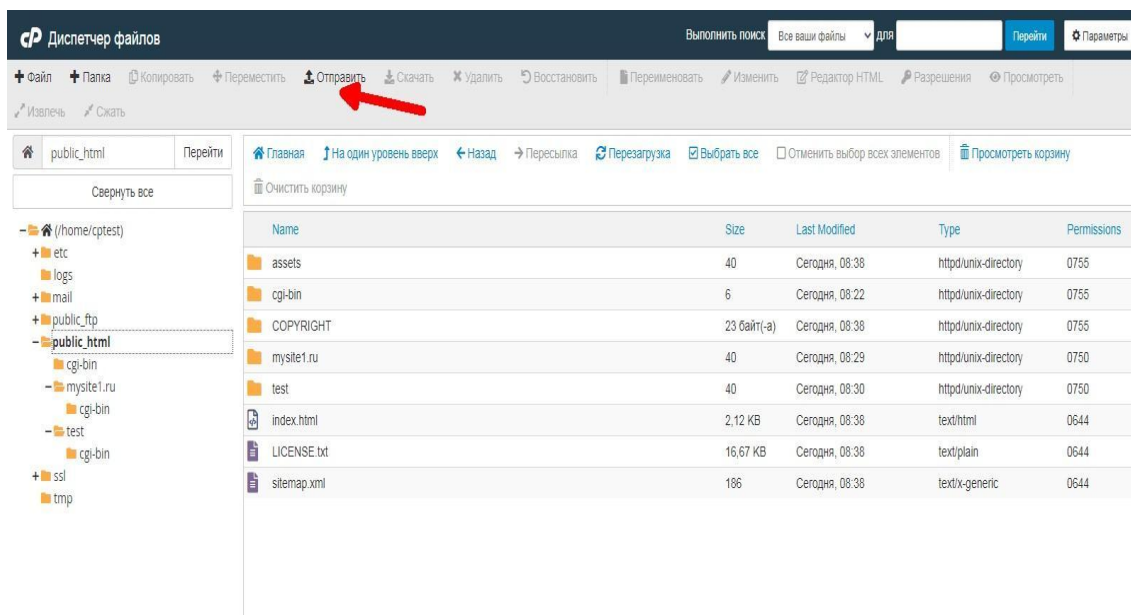 cP Диспетчер файлов Выполнить поиск Все ваши файлы для Перейти Параметры
Файл Папка Копировать Переместить Отправить Скачать Удалить Восстановить Переименовать Изменить Редактор HTML Разрешения Просмотреть
Извлечь Сжать
public_html Перейти Главная На один уровень вверх Назад Пересылка Перезагрузка Выбрать все Отменить выбор всех элементов Просмотреть корзину
Свернуть все Очистить корзину
(/home/cptest) Name Size Last Modified Type Permissions
etc
logs
mail
public_ftp
public_html
cgi-bin
mysite1.ru
cgi-bin
test
cgi-bin
ssl
tmp
assets 40 Сегодня, 08:38 httpd/unix-directory 0755
cgi-bin 6 Сегодня, 08:22 httpd/unix-directory 0755
COPYRIGHT 23 байт(-а) Сегодня, 08:38 httpd/unix-directory 0755
mysite1.ru 40 Сегодня, 08:29 httpd/unix-directory 0750
test 40 Сегодня, 08:30 httpd/unix-directory 0750
index.html 2,12 KB Сегодня, 08:38 text/html 0644
LICENSE.txt 16,67 KB Сегодня, 08:38 text/plain 0644
sitemap.xml 186 Сегодня, 08:38 text/x-generic 0644